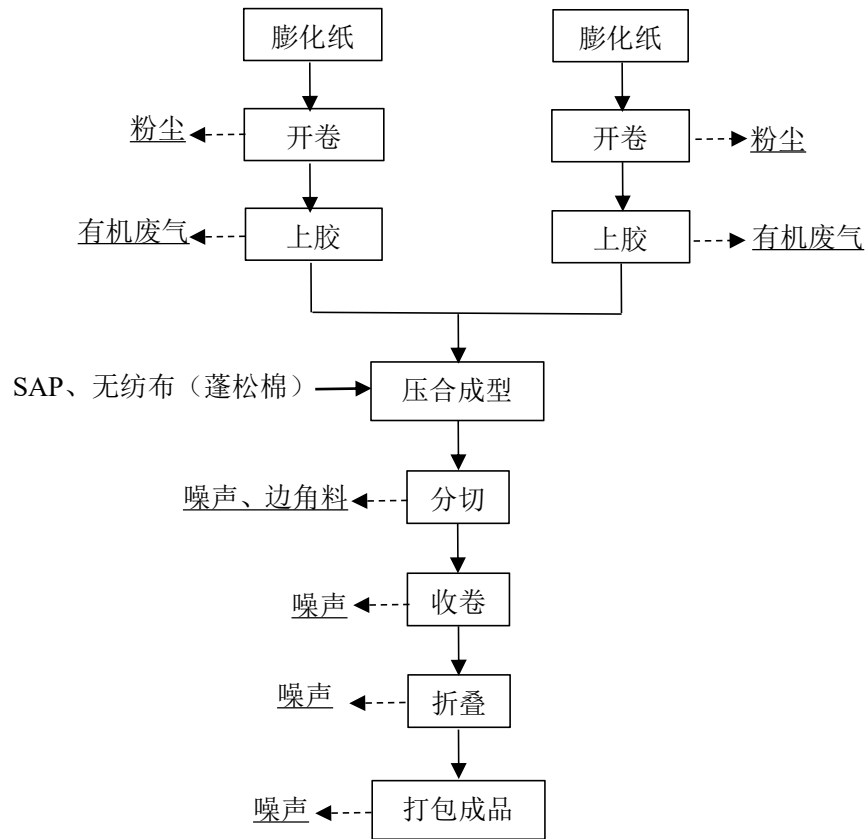 膨化纸
膨化纸
粉尘
开卷
开卷
粉尘
有机废气
上胶
上胶
有机废气
SAP、无纺布（蓬松棉）
压合成型
噪声、边角料
分切
噪声
收卷
噪声
折叠
噪声
打包成品